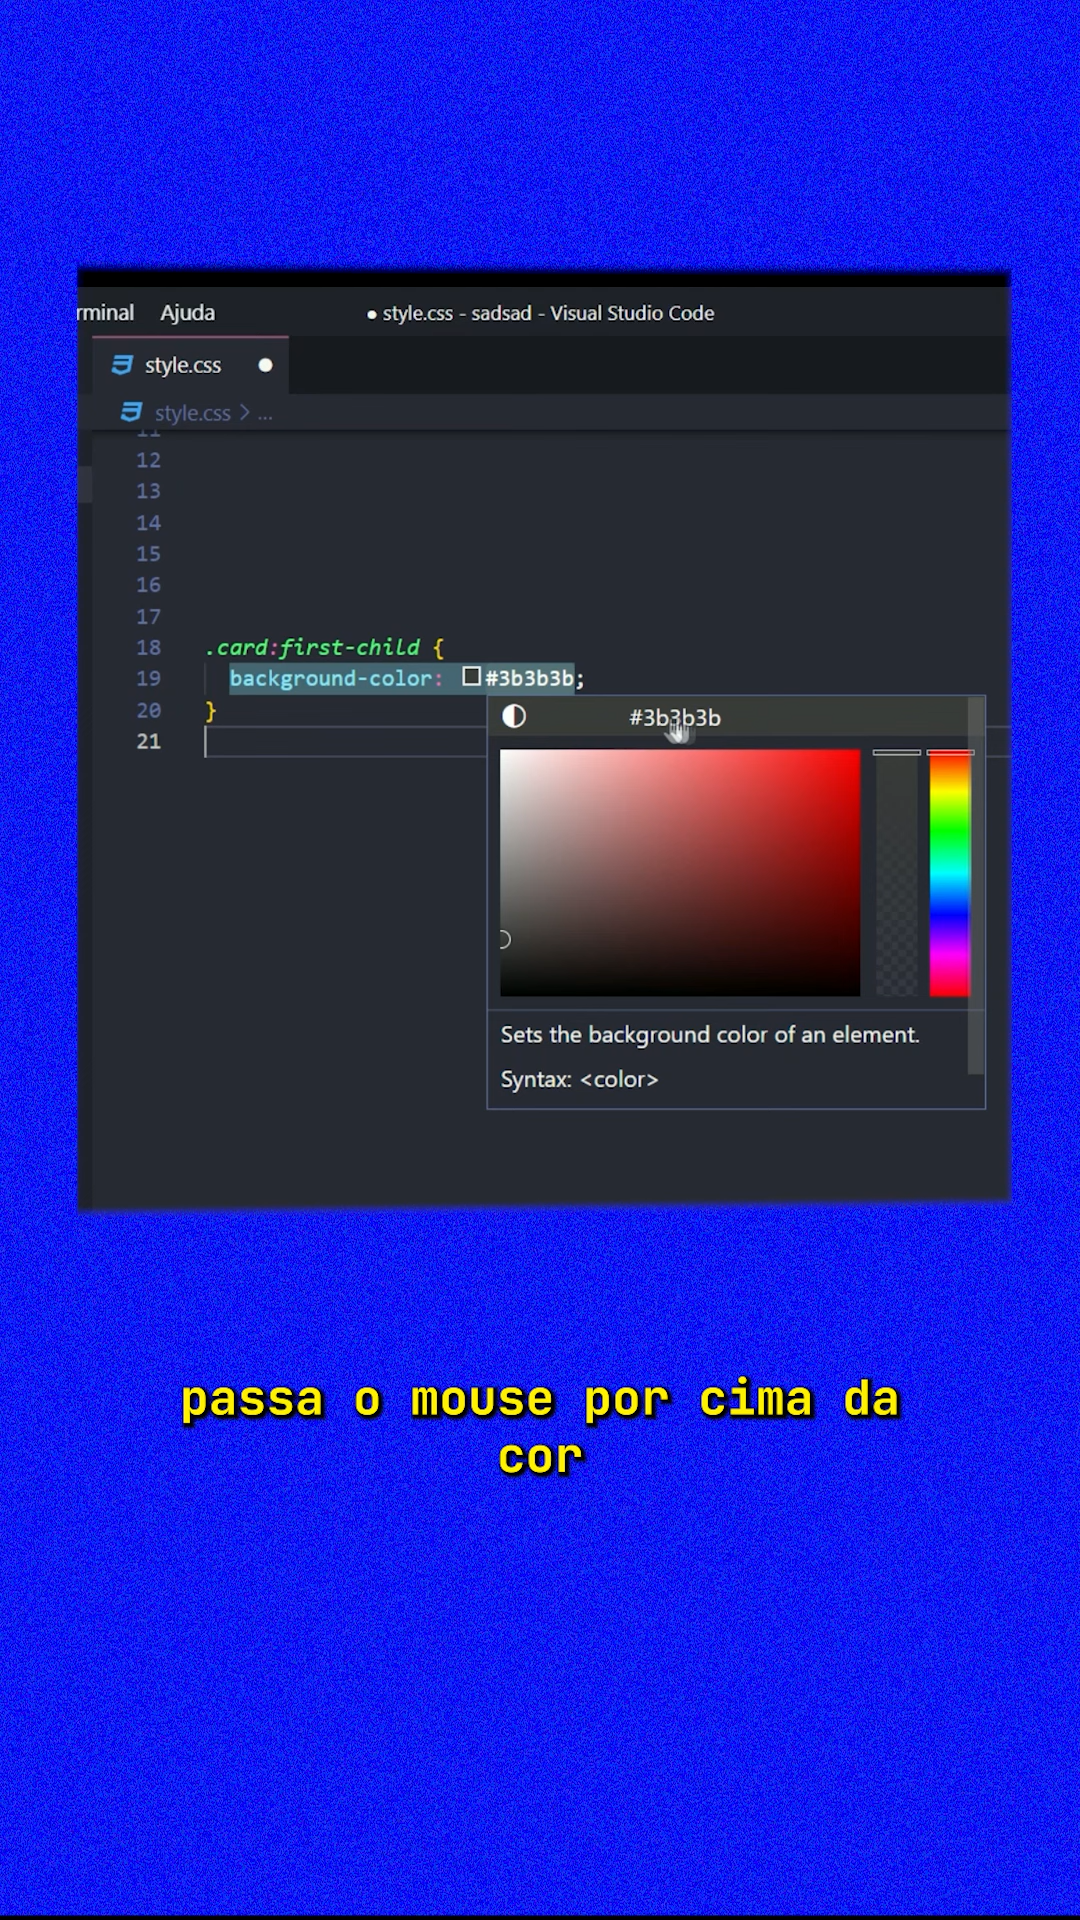 rminal Ajuda ● style.css - sadsad - Visual Studio Code
style.css ●
style.css > ...
11
12
13
14
15
16
17
18 .card:first-child {
19 background-color: #3b3b3b;
20 }
21
#3b3b3b
Sets the background color of an element.
Syntax: <color>
passa o mouse por cima da
cor